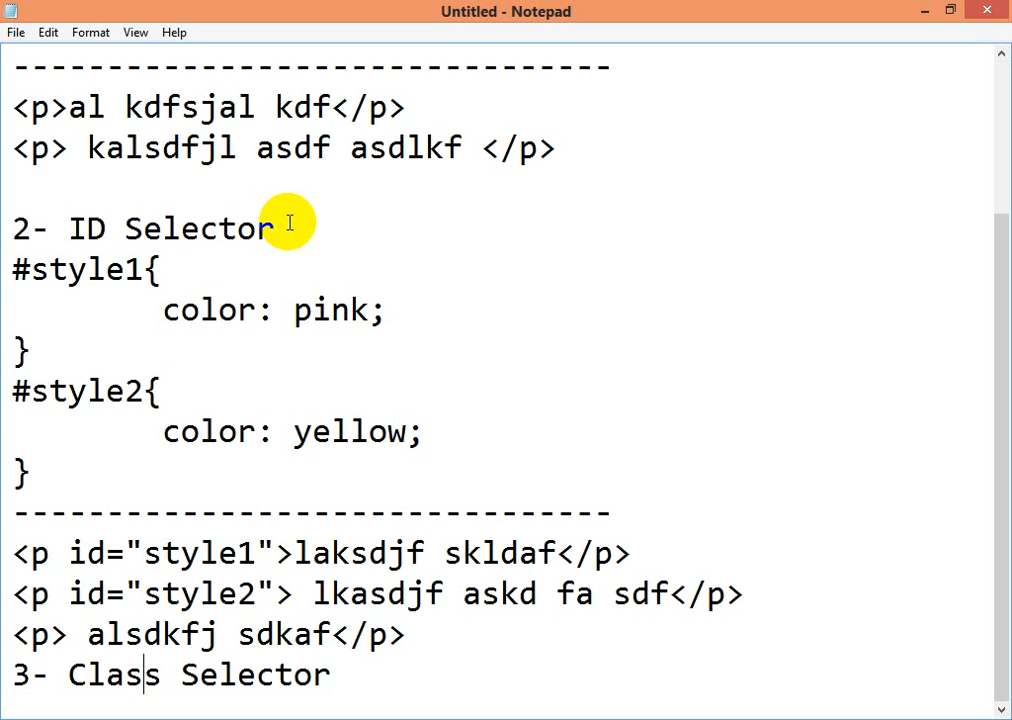 Untitled - Notepad
File Edit Format View Help
--------------------------------
<p>al kdfsjal kdf</p>
<p> kalsdfjl asdf asdlkf </p>
2- ID Selector
#style1{
color: pink;
}
#style2{
color: yellow;
}
--------------------------------
<p id="style1">laksdjf skldaf</p>
<p id="style2"> lkasdjf askd fa sdf</p>
<p> alsdkfj sdkaf</p>
3- Class Selector